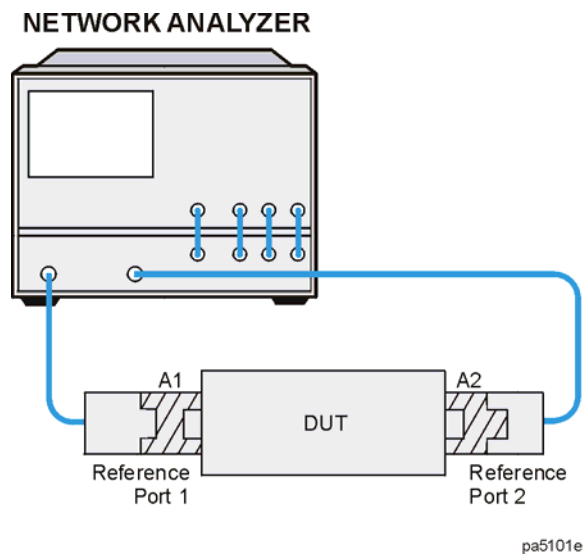 NETWORK ANALYZER
A1
A2
DUT
Reference
Port 1
Reference
Port 2
pa5101e